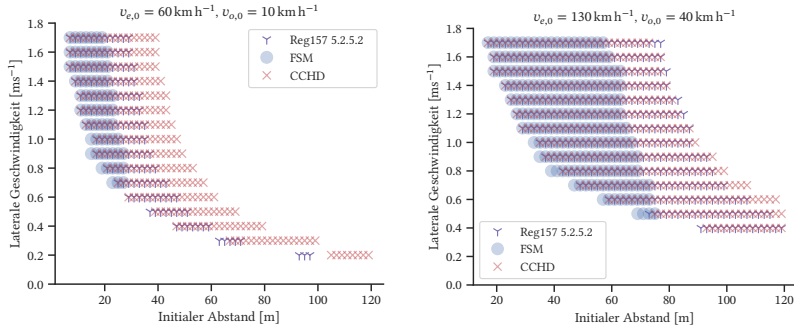 v_{e,0} = 60 km h⁻¹, v_{o,0} = 10 km h⁻¹
Laterale Geschwindigkeit [ms⁻¹]
1.8
1.6
1.4
1.2
1.0
0.8
0.6
0.4
0.2
0.0
Reg157 5.2.5.2
FSM
CCHD
20 40 60 80 100 120
Initialer Abstand [m]
v_{e,0} = 130 km h⁻¹, v_{o,0} = 40 km h⁻¹
Laterale Geschwindigkeit [ms⁻¹]
1.8
1.6
1.4
1.2
1.0
0.8
0.6
0.4
0.2
0.0
Reg157 5.2.5.2
FSM
CCHD
20 40 60 80 100 120
Initialer Abstand [m]